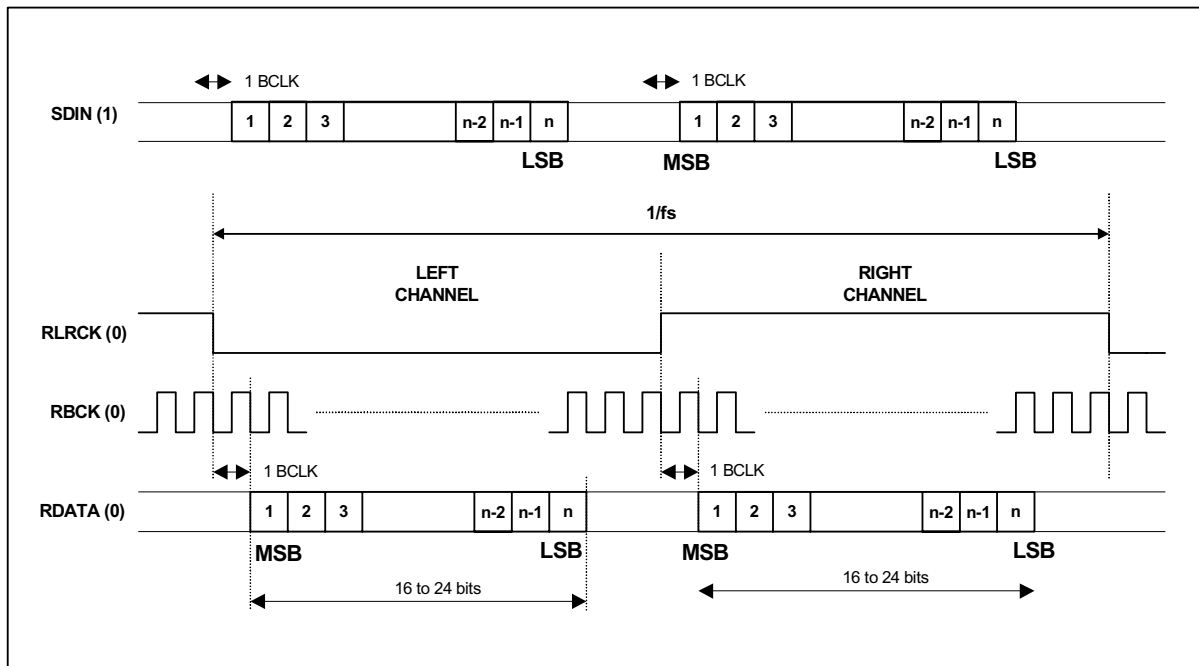 1 BCLK 1 BCLK
SDIN (1) 1 2 3 n-2 n-1 n 1 2 3 n-2 n-1 n
LSB MSB LSB
1/fs
LEFT CHANNEL
RIGHT CHANNEL
RLRCK (0)
RBCK (0)
1 BCLK 1 BCLK
RDATA (0) 1 2 3 n-2 n-1 n 1 2 3 n-2 n-1 n
MSB LSB MSB LSB
16 to 24 bits 16 to 24 bits